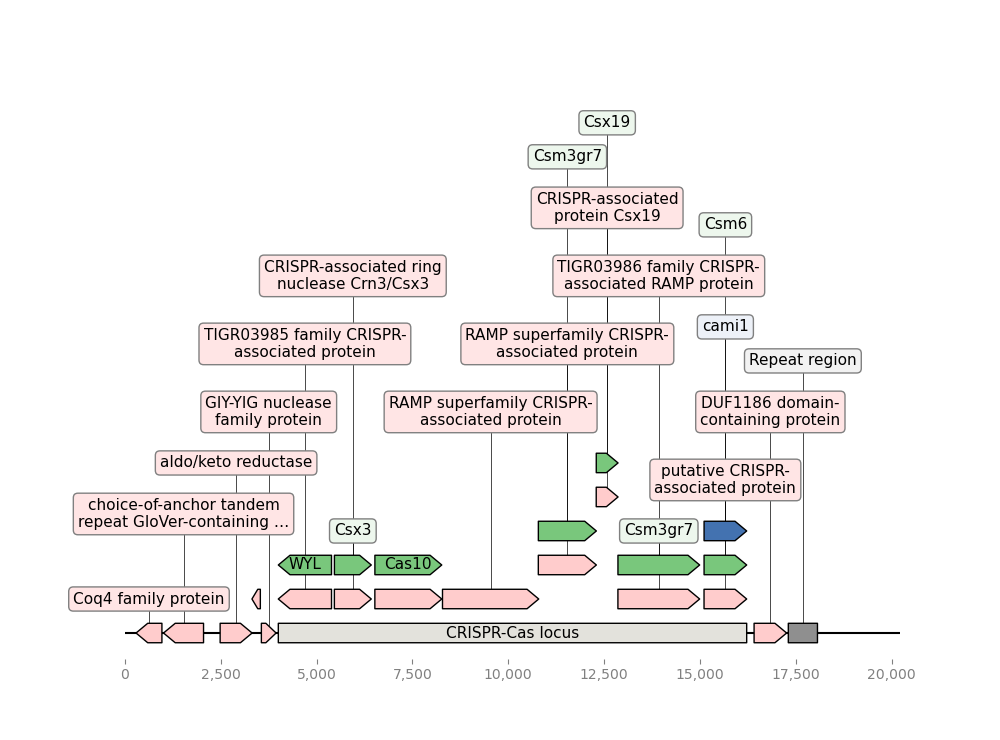 Csx19
Csm3gr7
CRISPR-associated
protein Csx19
Csm6
CRISPR-associated ring
nuclease Crn3/Csx3
TIGR03986 family CRISPR-
associated RAMP protein
cami1
TIGR03985 family CRISPR-
associated protein
RAMP superfamily CRISPR-
associated protein
Repeat region
GIY-YIG nuclease
family protein
RAMP superfamily CRISPR-
associated protein
DUF1186 domain-
containing protein
aldo/keto reductase
putative CRISPR-
associated protein
choice-of-anchor tandem
repeat GloVer-containing ...
Csx3
Csm3gr7
WYL
Cas10
Coq4 family protein
CRISPR-Cas locus
0
2,500
5,000
7,500
10,000
12,500
15,000
17,500
20,000